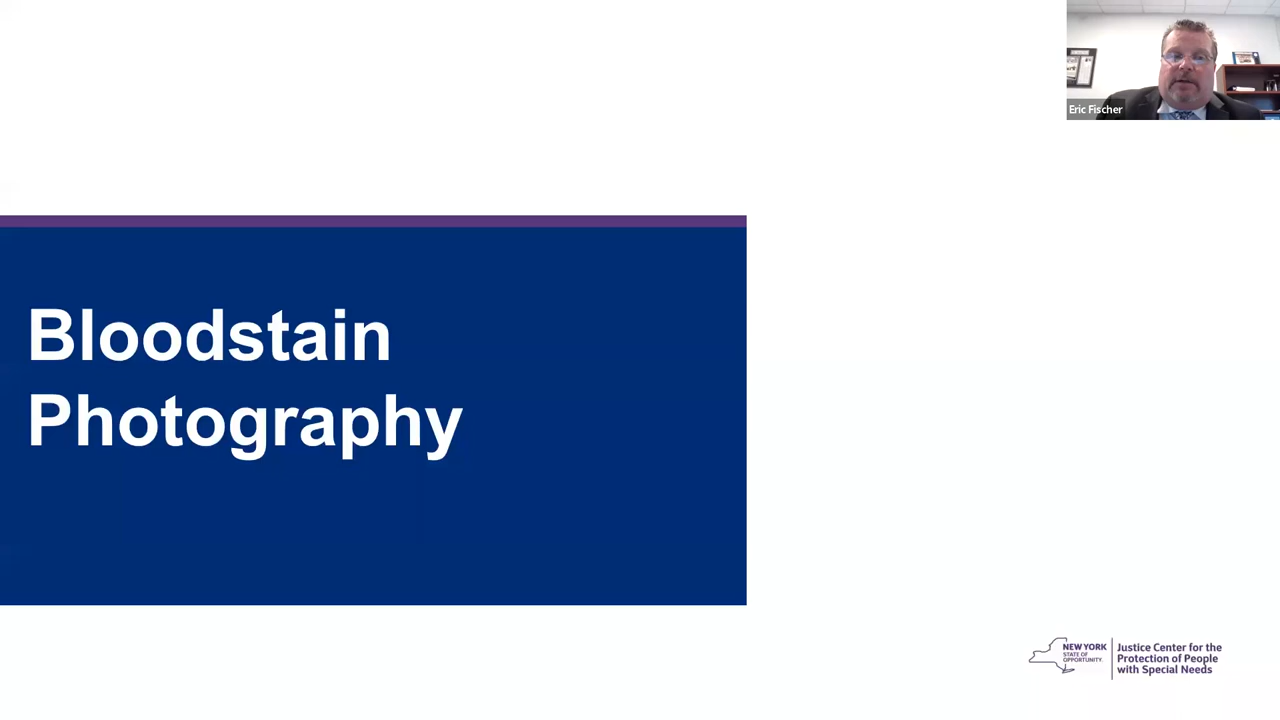 Eric Fischer
Bloodstain
Photography
NEW YORK
STATE OF
OPPORTUNITY.
Justice Center for the
Protection of People
with Special Needs